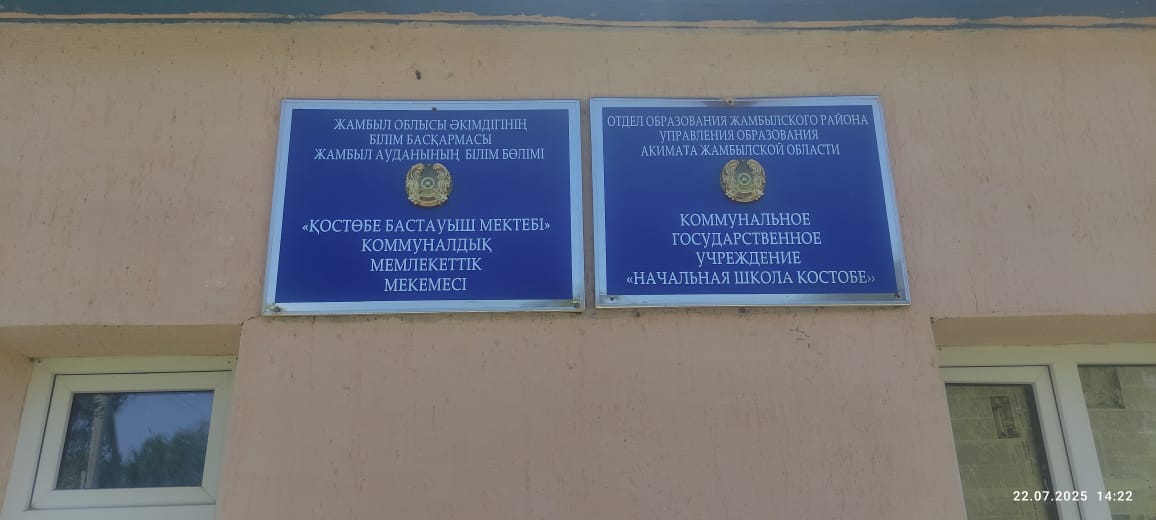 ЖАМБЫЛ ОБЛЫСЫ ӘКІМДІГІНІҢ
БІЛІМ БАСҚАРМАСЫ
ЖАМБЫЛ АУДАНЫНЫҢ БІЛІМ БӨЛІМІ
«ҚОСТӨБЕ БАСТАУЫШ МЕКТЕБІ»
КОММУНАЛДЫҚ
МЕМЛЕКЕТТІК
МЕКЕМЕСІ
ОТДЕЛ ОБРАЗОВАНИЯ ЖАМБЫЛСКОГО РАЙОНА
УПРАВЛЕНИЯ ОБРАЗОВАНИЯ
АКИМАТА ЖАМБЫЛСКОЙ ОБЛАСТИ
КОММУНАЛЬНОЕ
ГОСУДАРСТВЕННОЕ
УЧРЕЖДЕНИЕ
«НАЧАЛЬНАЯ ШКОЛА КОСТОБЕ»
22.07.2025 14:22